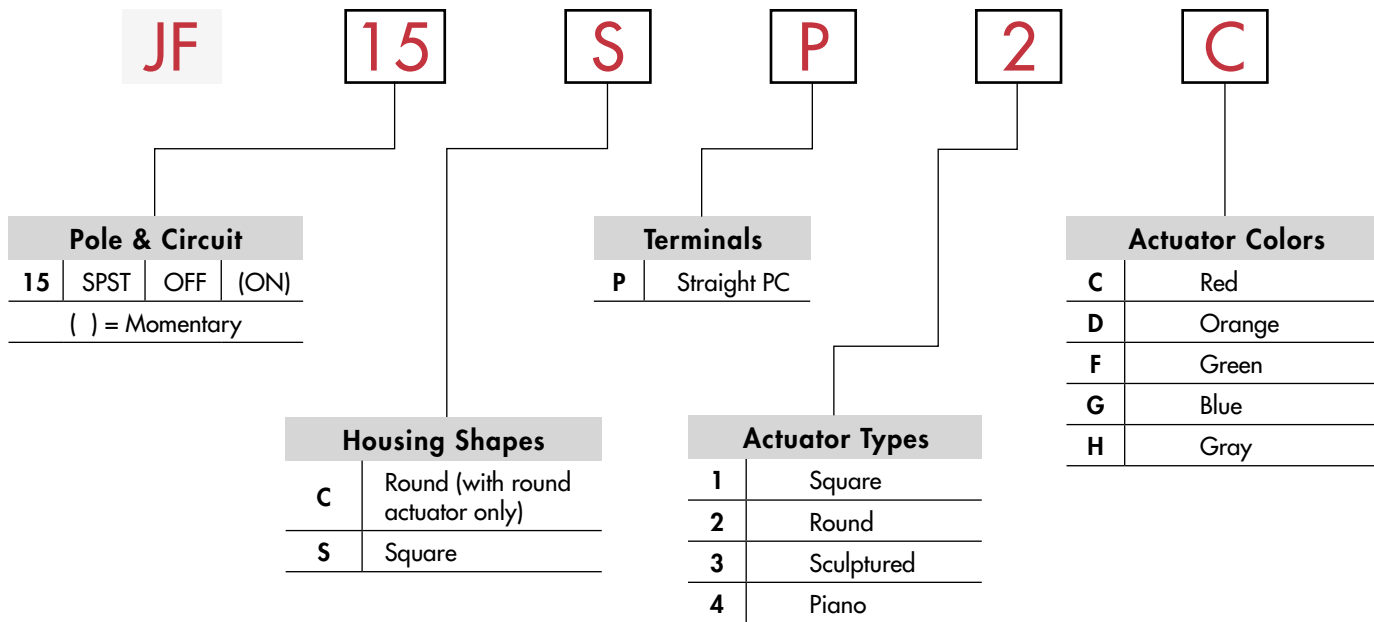 JF 15 S P 2 C
Pole & Circuit
15 SPST OFF (ON)
( ) = Momentary
Housing Shapes
C Round (with round
actuator only)
S Square
Terminals
P Straight PC
Actuator Types
1 Square
2 Round
3 Sculptured
4 Piano
Actuator Colors
C Red
D Orange
F Green
G Blue
H Gray